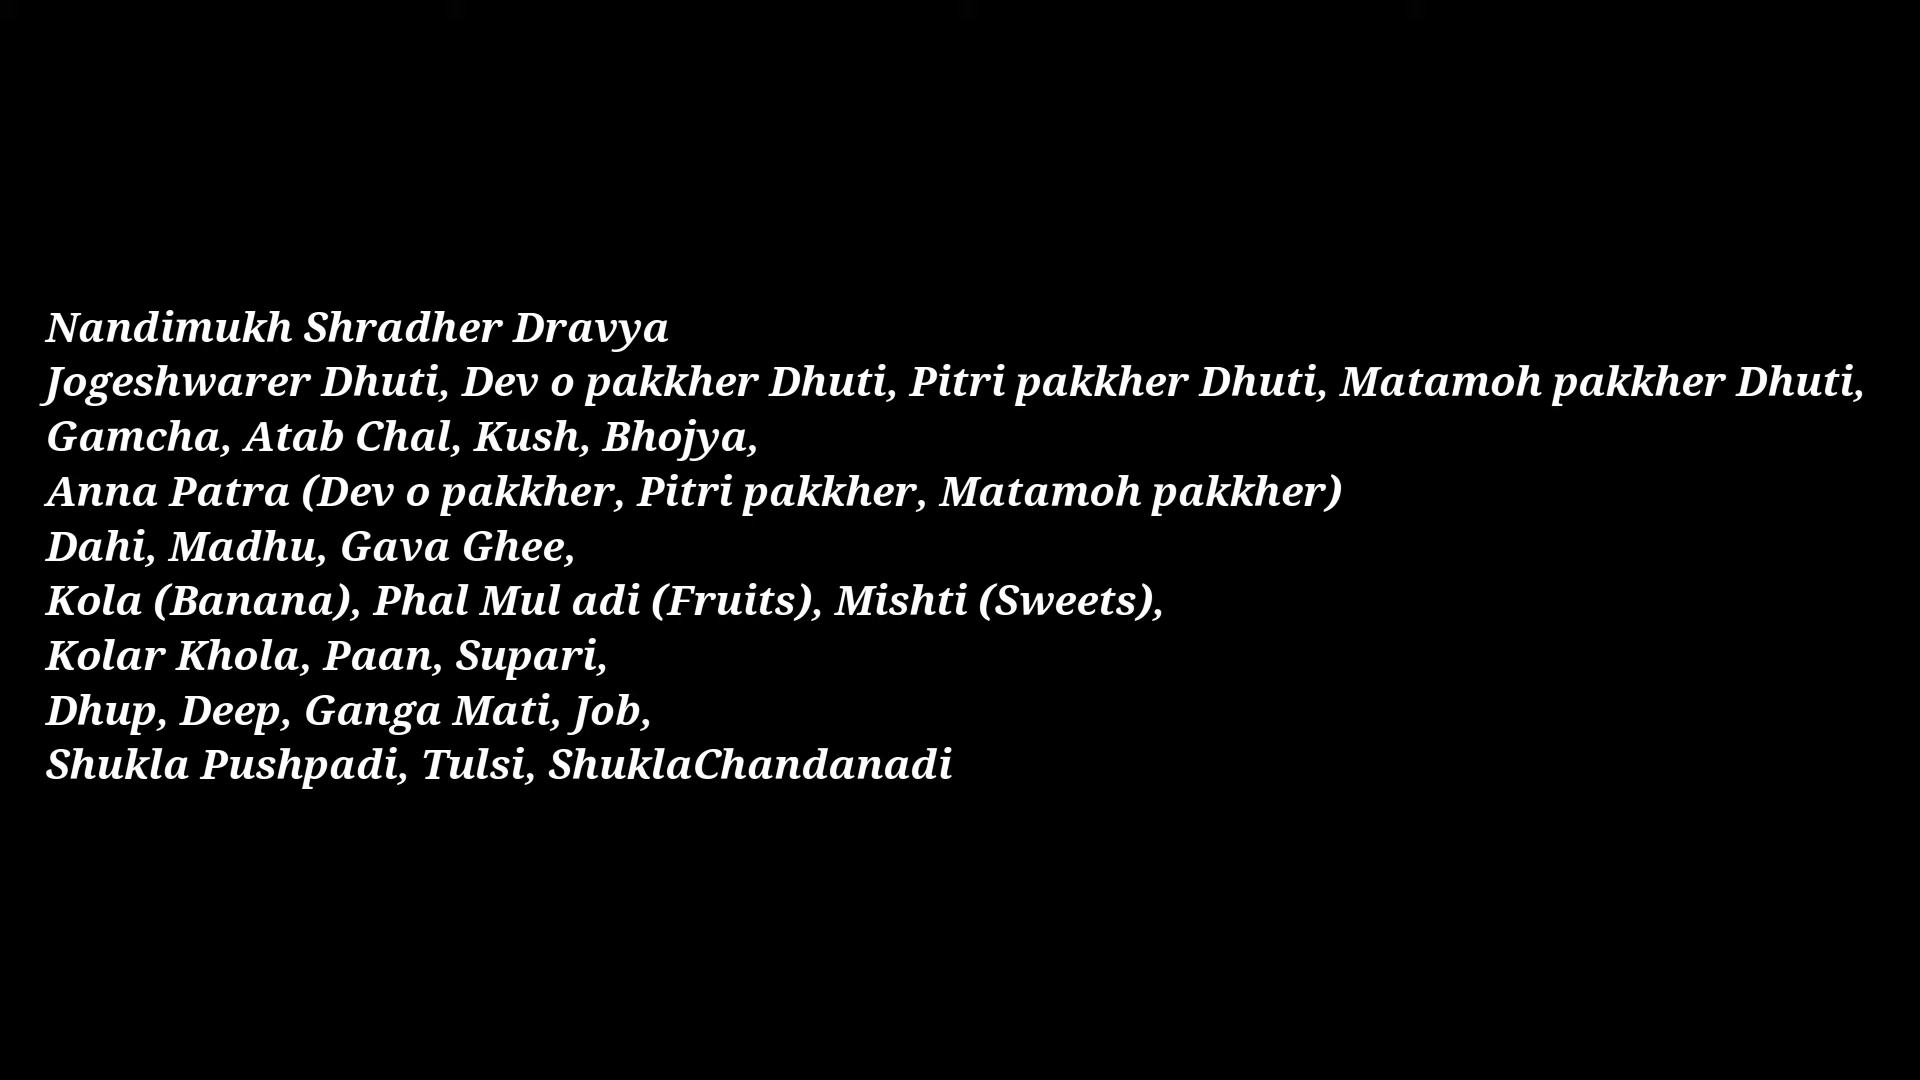 Nandimukh Shradher Dravya
Jogeshwarer Dhuti, Dev o pakkher Dhuti, Pitri pakkher Dhuti, Matamoh pakkher Dhuti,
Gamcha, Atab Chal, Kush, Bhojya,
Anna Patra (Dev o pakkher, Pitri pakkher, Matamoh pakkher)
Dahi, Madhu, Gava Ghee,
Kola (Banana), Phal Mul adi (Fruits), Mishti (Sweets),
Kolar Khola, Paan, Supari,
Dhup, Deep, Ganga Mati, Job,
Shukla Pushpadi, Tulsi, ShuklaChandanadi